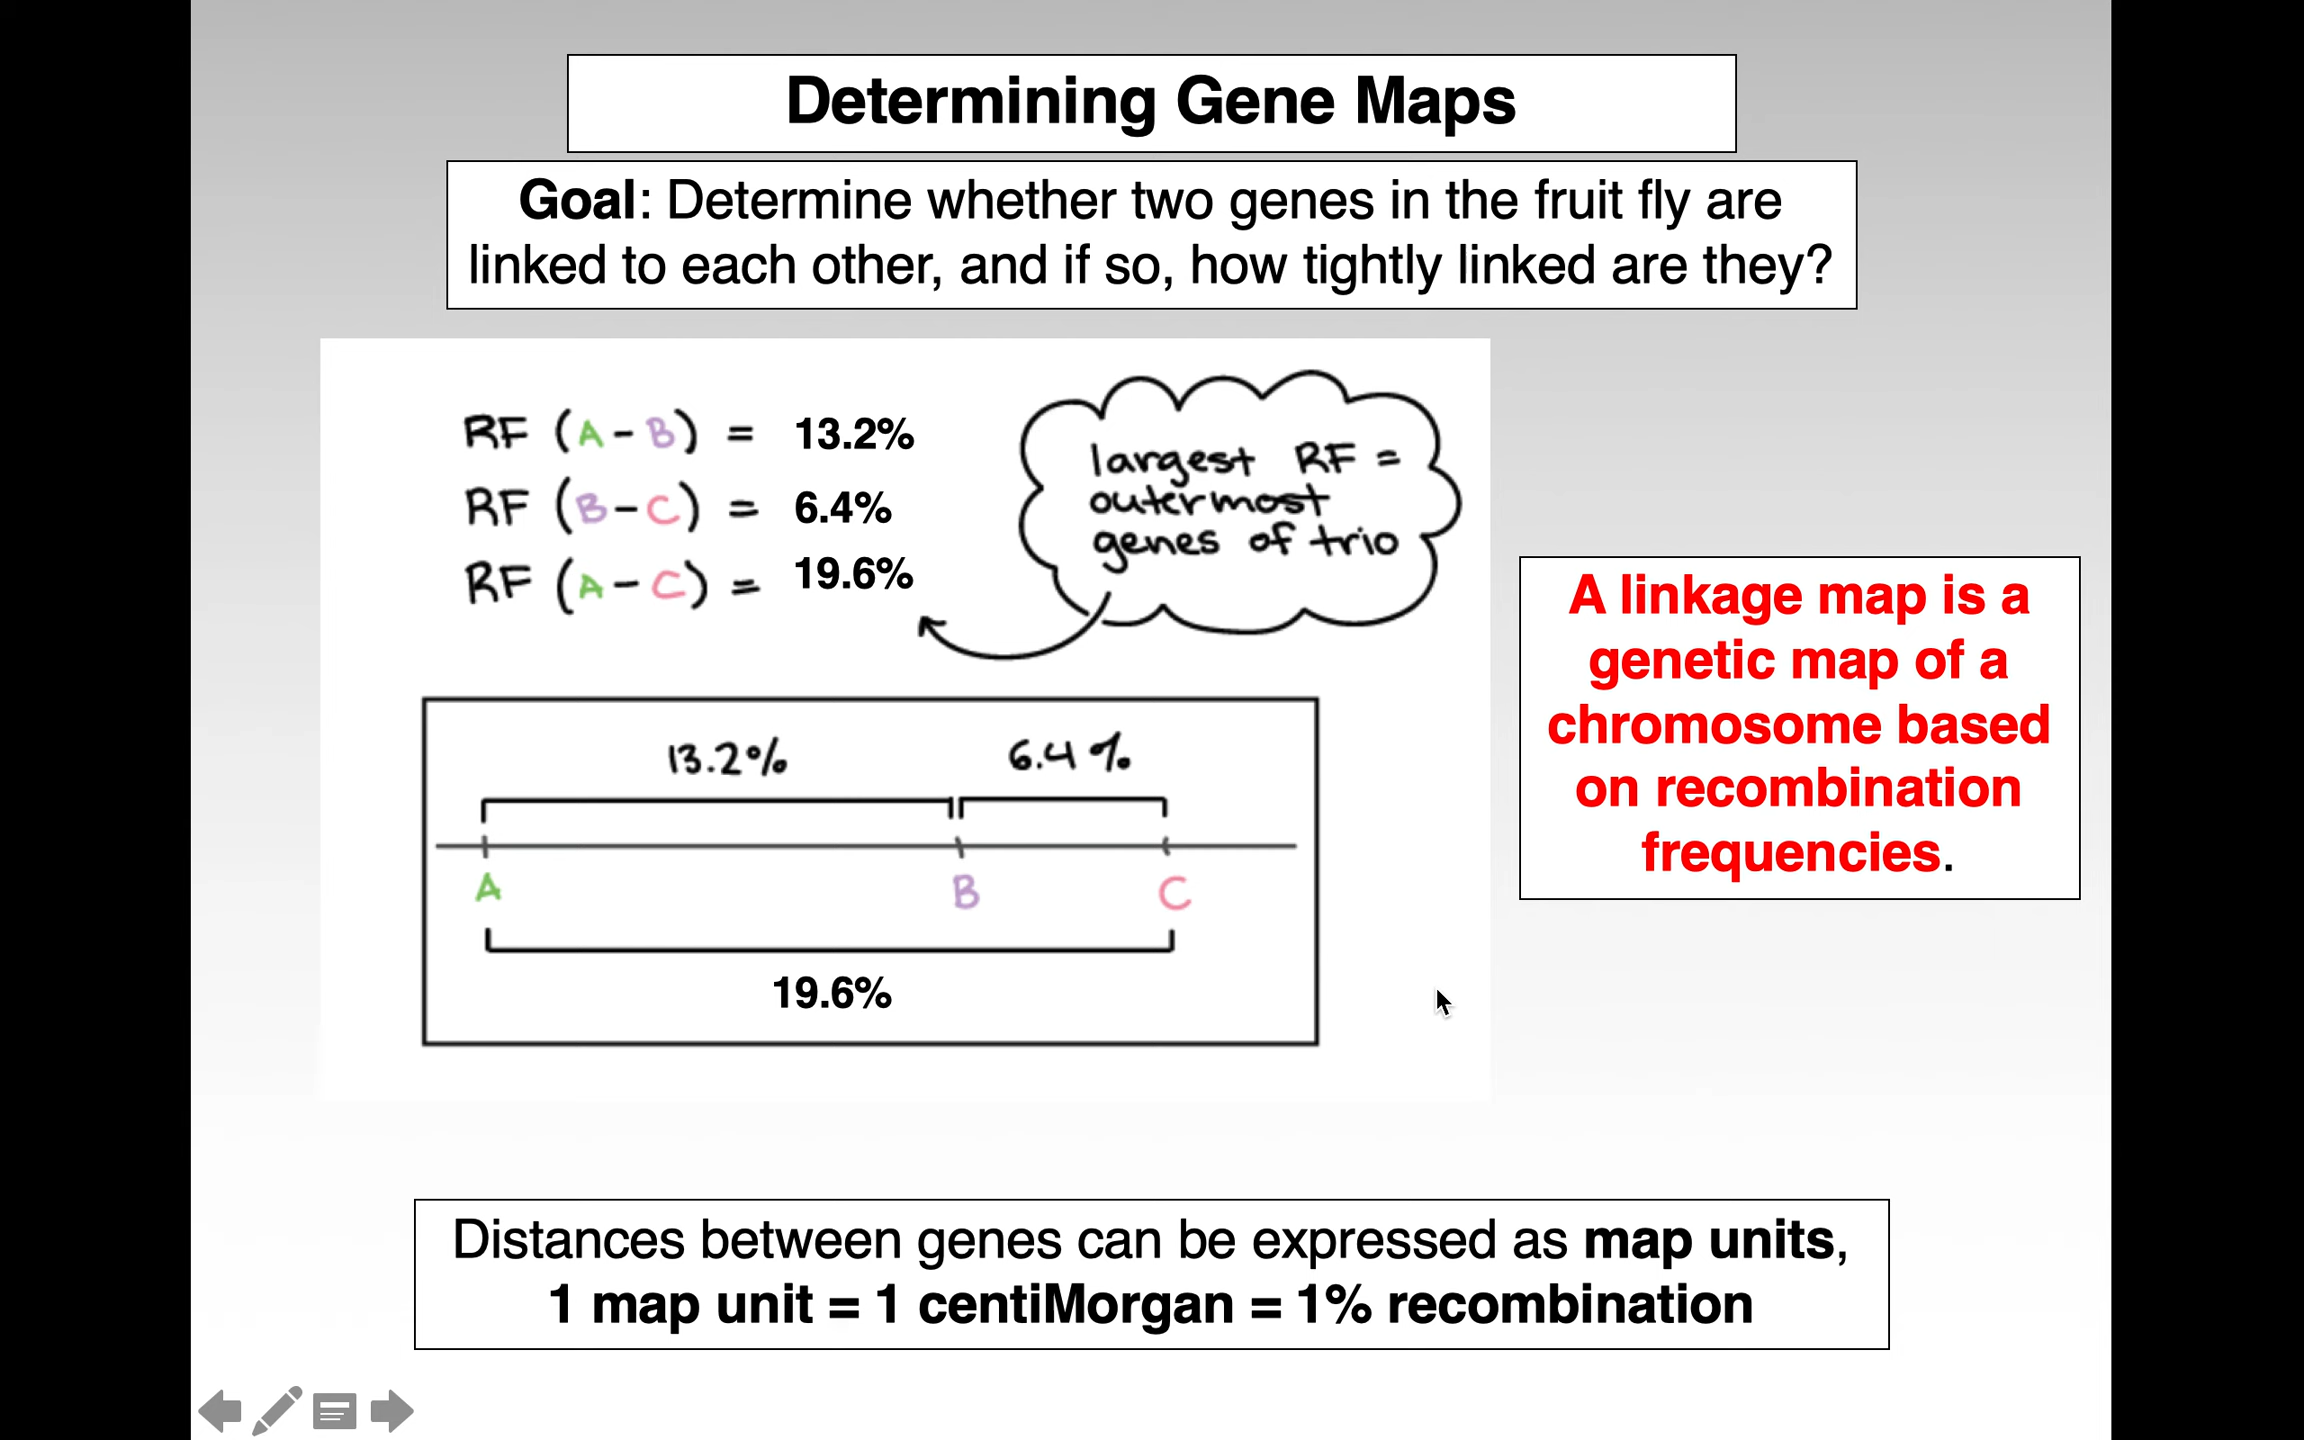 Determining Gene Maps
Goal: Determine whether two genes in the fruit fly are
linked to each other, and if so, how tightly linked are they?
RF (A-B) = 13.2%
RF (B-C) = 6.4%
RF (A-C) = 19.6%
largest RF =
outermost
genes of trio
13.2% 6.4%
A B C
19.6%
A linkage map is a
genetic map of a
chromosome based
on recombination
frequencies.
Distances between genes can be expressed as map units,
1 map unit = 1 centiMorgan = 1% recombination